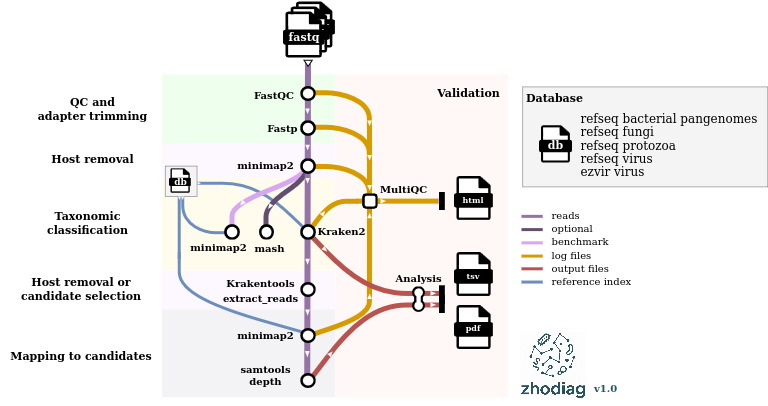 fastq
QC and
adapter trimming
FastQC
Fastp
Validation
Host removal
minimap2
db
Taxonomic
classification
minimap2
mash
Kraken2
MultiQC
html
Host removal or
candidate selection
Krakentools
extract_reads
Analysis
tsv
pdf
minimap2
Mapping to candidates
samtools
depth
Database
db
refseq bacterial pangenomes
refseq fungi
refseq protozoa
refseq virus
ezvir virus
reads
optional
benchmark
log files
output files
reference index
zhodiag v1.0